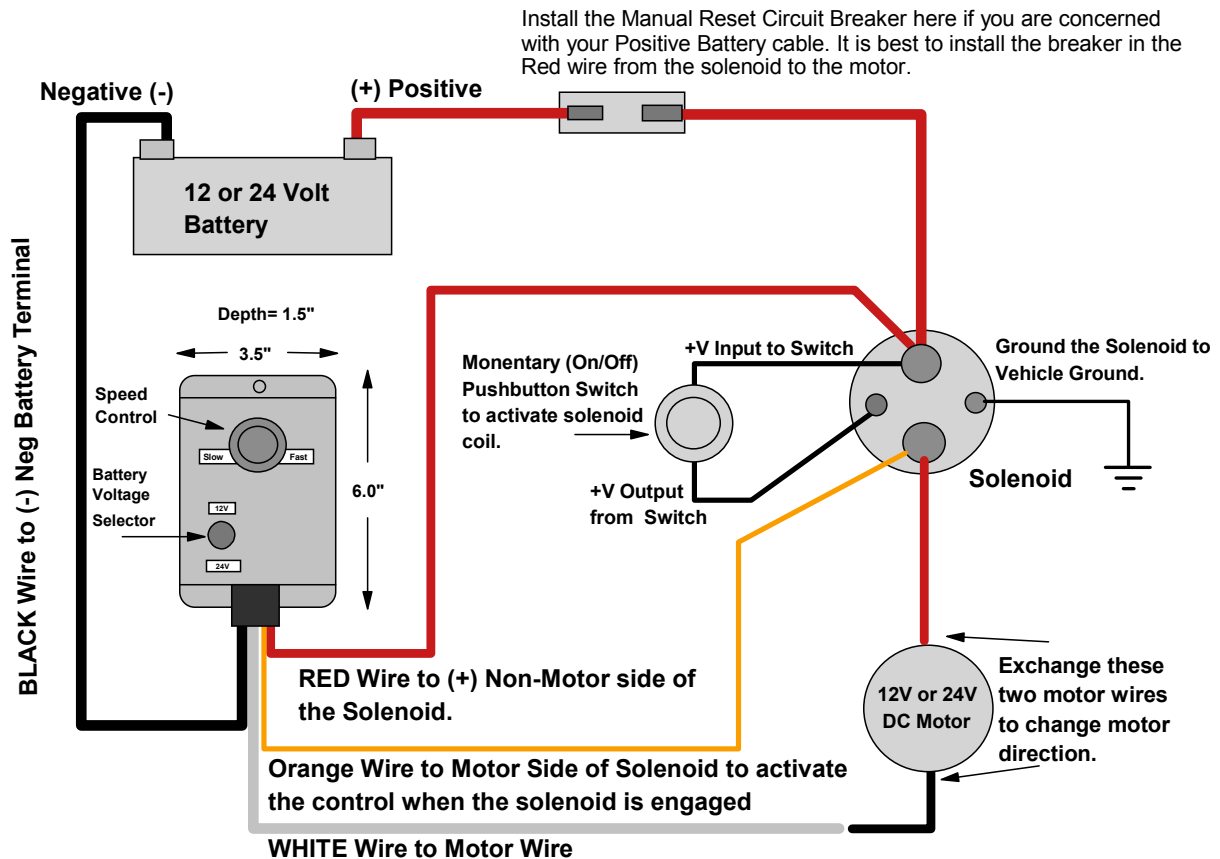 Install the Manual Reset Circuit Breaker here if you are concerned
with your Positive Battery cable. It is best to install the breaker in the
Red wire from the solenoid to the motor.
Negative (-)
(+) Positive
12 or 24 Volt
Battery
BLACK Wire to (-) Neg Battery Terminal
Depth= 1.5"
3.5"
Speed
Control
Slow
Fast
6.0"
Battery
Voltage
Selector
12V
24V
Monentary (On/Off)
Pushbutton Switch
to activate solenoid
coil.
+V Input to Switch
+V Output
from Switch
Ground the Solenoid to
Vehicle Ground.
Solenoid
RED Wire to (+) Non-Motor side of
the Solenoid.
12V or 24V
DC Motor
Exchange these
two motor wires
to change motor
direction.
Orange Wire to Motor Side of Solenoid to activate
the control when the solenoid is engaged
WHITE Wire to Motor Wire